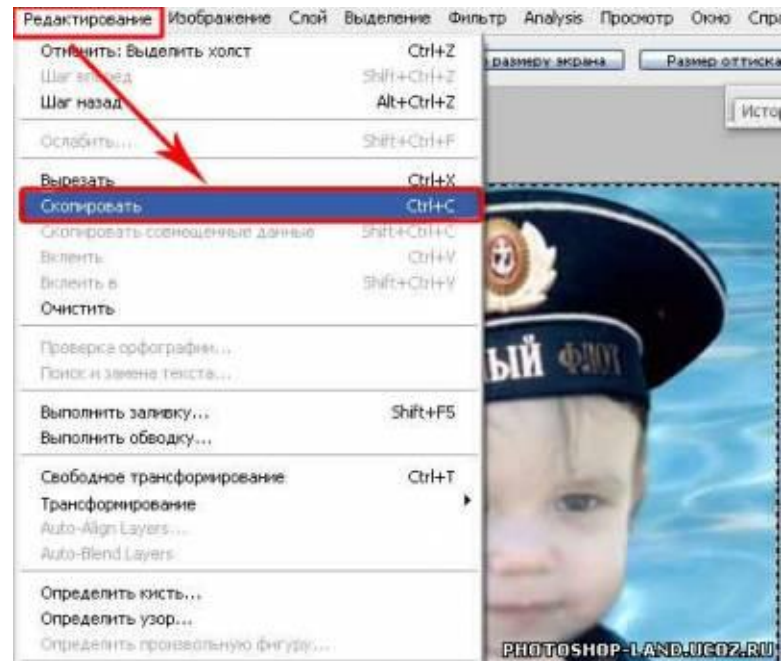 Редактирование Изображение Слой Выделение Фильтр Analysis Просмотр Окно Спра
Отменить: Выделить холст Ctrl+Z
размеру экрана Размер оттиска
Шаг вперед Shift+Ctrl+Z
Шаг назад Alt+Ctrl+Z
Исто
Ослабить... Shift+Ctrl+F
Вырезать Ctrl+X
Скопировать Ctrl+C
Скопировать совмещенные данные Shift+Ctrl+C
Вклеить Ctrl+V
Вклеить в Shift+Ctrl+V
Очистить
Проверка орфографии...
Поиск и замена текста...
ЫЙ ФЛОТ
Выполнить заливку... Shift+F5
Выполнить обводку...
Свободное трансформирование Ctrl+T
Трансформирование
Auto-Align Layers...
Auto-Blend Layers
Определить кисть...
Определить узор...
Определить произвольную фигуру...
PHOTOSHOP-LAND.UCOZ.RU